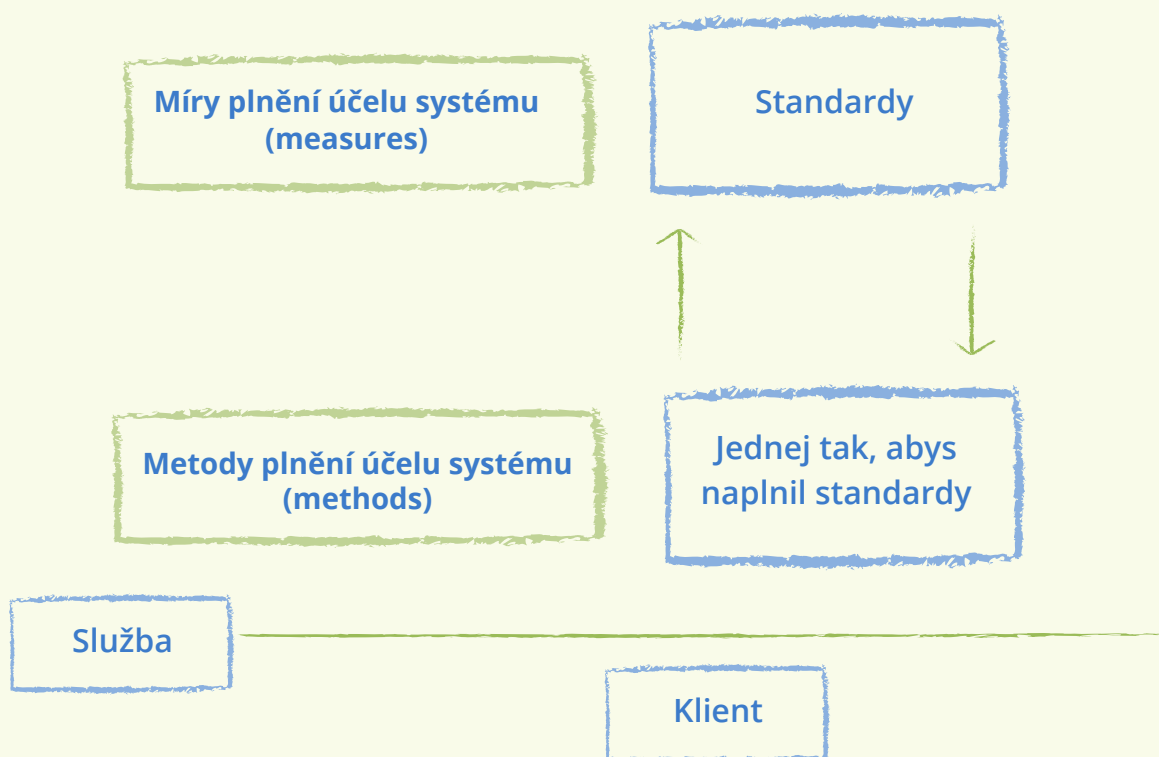 Míry plnění účelu systému
(measures)
Standardy
Metody plnění účelu systému
(methods)
Jednej tak, abys
naplnil standardy
Služba
Klient